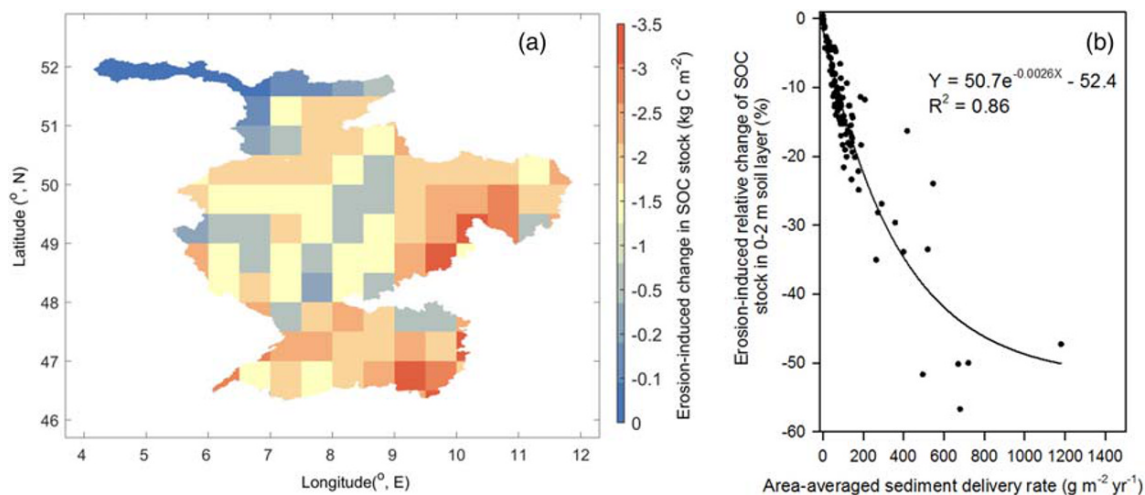 (a)
Latitude (°, N)
52
51
50
49
48
47
46
4 5 6 7 8 9 10 11 12
Longitude(°, E)
-3.5
-3
-2.5
-2
-1.5
-1
-0.5
-0.2
-0.1
0
Erosion-induced change in SOC stock (kg C m-2)
(b)
Y = 50.7e-0.0026X - 52.4
R2 = 0.86
Erosion-induced relative change of SOC
stock in 0-2 m soil layer (%)
0
-10
-20
-30
-40
-50
-60
0 200 400 600 800 1000 1200 1400
Area-averaged sediment delivery rate (g m-2 yr-1)